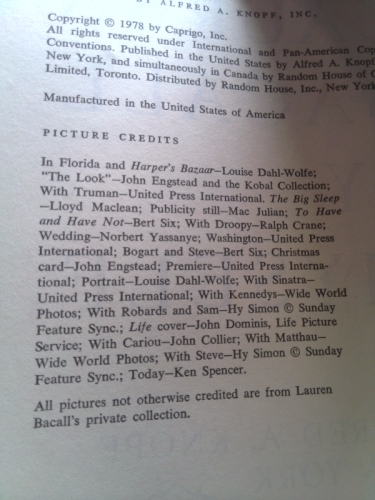 BY ALFRED A. KNOPF, INC.
Copyright © 1978 by Caprigo, Inc.
All rights reserved under International and Pan-American Cop
Conventions. Published in the United States by Alfred A. Knopf
New York, and simultaneously in Canada by Random House of C
Limited, Toronto. Distributed by Random House, Inc., New York
Manufactured in the United States of America
PICTURE CREDITS
In Florida and Harper's Bazaar—Louise Dahl-Wolfe;
"The Look"—John Engstead and the Kobal Collection;
With Truman—United Press International. The Big Sleep
—Lloyd Maclean; Publicity still—Mac Julian; To Have
and Have Not—Bert Six; With Droopy—Ralph Crane;
Wedding—Norbert Yassanye; Washington—United Press
International; Bogart and Steve—Bert Six; Christmas
card—John Engstead; Premiere—United Press Interna-
tional; Portrait—Louise Dahl-Wolfe; With Sinatra—
United Press International; With Kennedys—Wide World
Photos; With Robards and Sam—Hy Simon © Sunday
Feature Sync.; Life cover—John Dominis, Life Picture
Service; With Cariou—John Collier; With Matthau—
Wide World Photos; With Steve—Hy Simon © Sunday
Feature Sync.; Today—Ken Spencer.
All pictures not otherwise credited are from Lauren
Bacall's private collection.